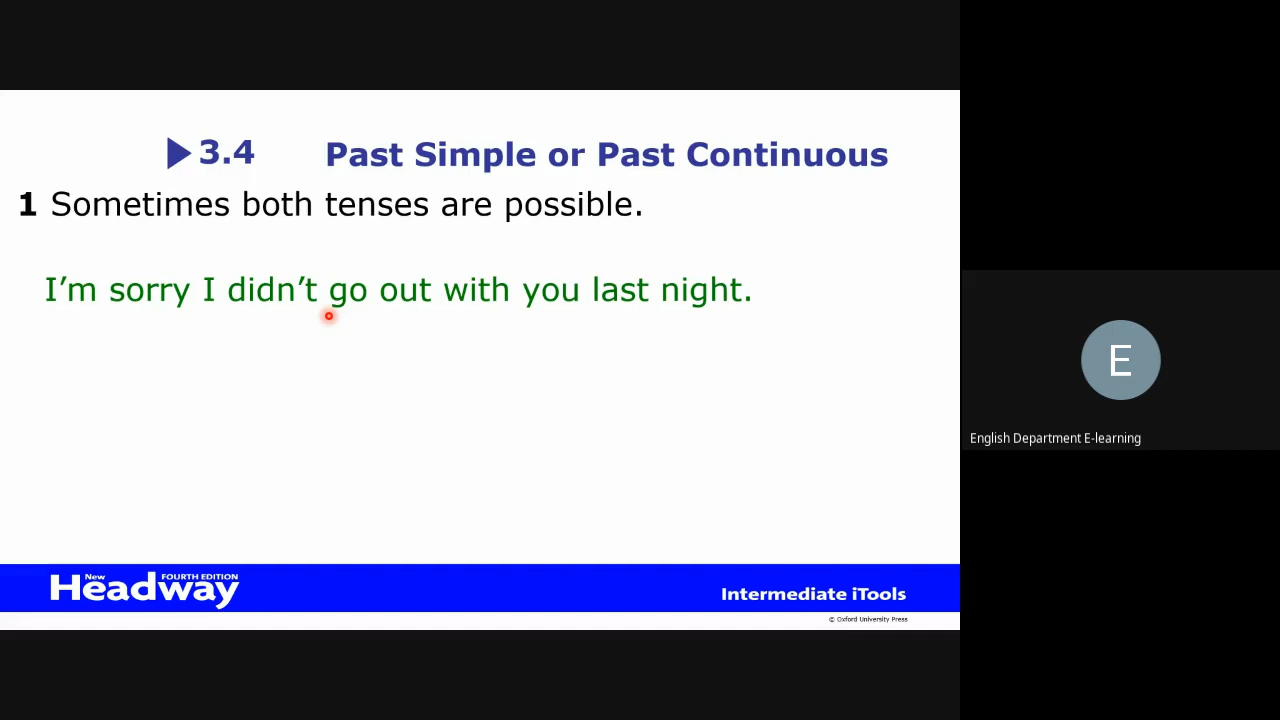 3.4 Past Simple or Past Continuous
1 Sometimes both tenses are possible.
I’m sorry I didn’t go out with you last night.
E
English Department E-learning
New Headway FOURTH EDITION
Intermediate iTools
© Oxford University Press